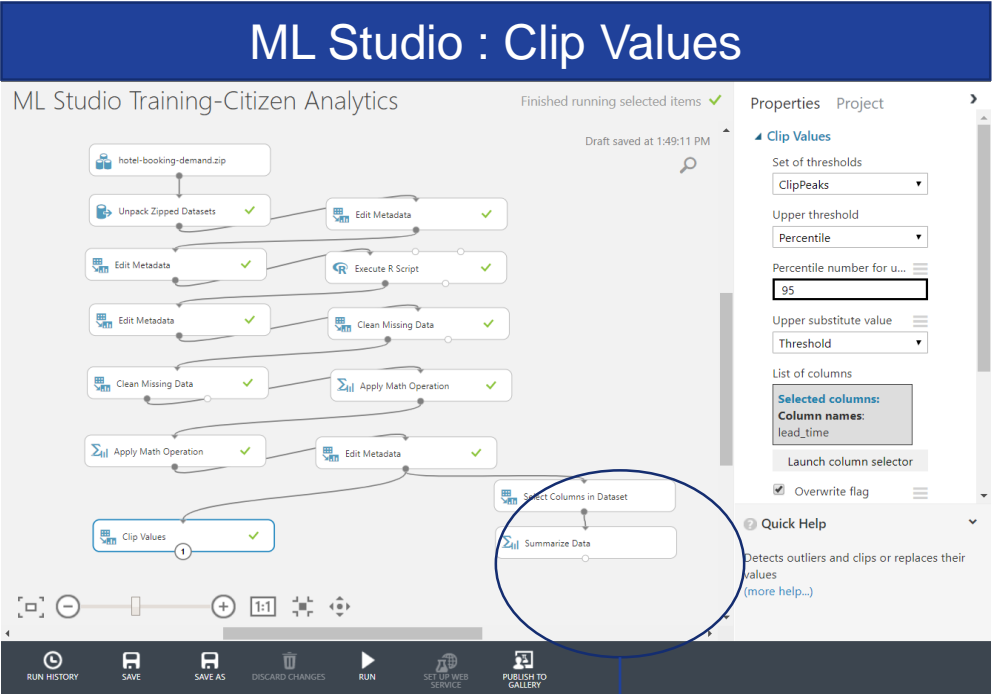 ML Studio : Clip Values
ML Studio Training-Citizen Analytics
Finished running selected items
Draft saved at 1:49:11 PM
hotel-booking-demand.zip
Unpack Zipped Datasets
Edit Metadata
Edit Metadata
Execute R Script
Edit Metadata
Clean Missing Data
Clean Missing Data
Apply Math Operation
Apply Math Operation
Edit Metadata
Select Columns in Dataset
Clip Values
1
Summarize Data
1:1
Properties Project
Clip Values
Set of thresholds
ClipPeaks
Upper threshold
Percentile
Percentile number for u...
95
Upper substitute value
Threshold
List of columns
Selected columns:
Column names:
lead_time
Launch column selector
Overwrite flag
Quick Help
Detects outliers and clips or replaces their
values
(more help...)
RUN HISTORY
SAVE
SAVE AS
DISCARD CHANGES
RUN
SET UP WEB
SERVICE
PUBLISH TO
GALLERY